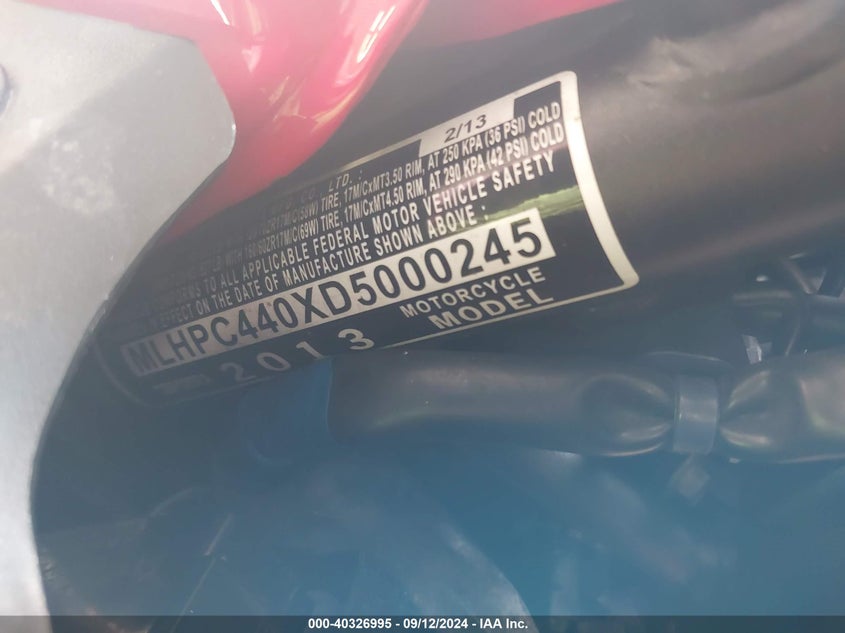 2/13
CO., LTD.:
TIRE, 17M/CxMT3.50 RIM, AT 250 KPA (36 PSI) COLD
TIRE, 17M/CxMT4.50 RIM, AT 290 KPA (42 PSI) COLD
TO ALL APPLICABLE FEDERAL MOTOR VEHICLE SAFETY
ON THE DATE OF MANUFACTURE SHOWN ABOVE:
MLHPC440XD5000245
2013 MOTORCYCLE
MODEL
000-40326995 - 09/12/2024 - IAA Inc.